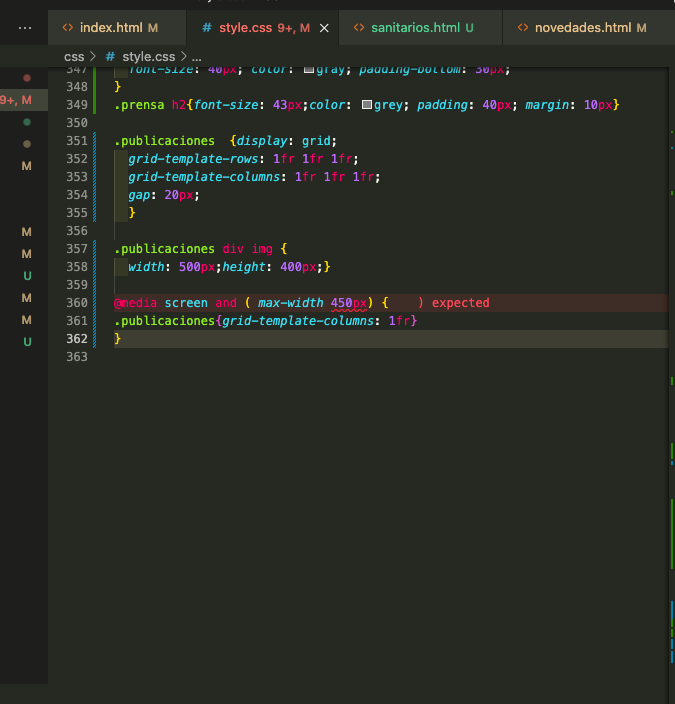 ... <> index.html M # style.css 9+, M × <> sanitarios.html U <> novedades.html M
css > # style.css > ...
347 font-size: 40px; color: gray; padding-bottom: 30px;
348 }
9+, M 349 .prensa h2{font-size: 43px;color: grey; padding: 40px; margin: 10px}
350
351 .publicaciones  {display: grid;
352 grid-template-rows: 1fr 1fr 1fr;
M 353 grid-template-columns: 1fr 1fr 1fr;
354 gap: 20px;
355 }
M 356
M 357 .publicaciones div img {
U 358 width: 500px;height: 400px;}
M 359
M 360 @media screen and ( max-width 450px) {    ) expected
M 361 .publicaciones{grid-template-columns: 1fr}
U 362 }
363